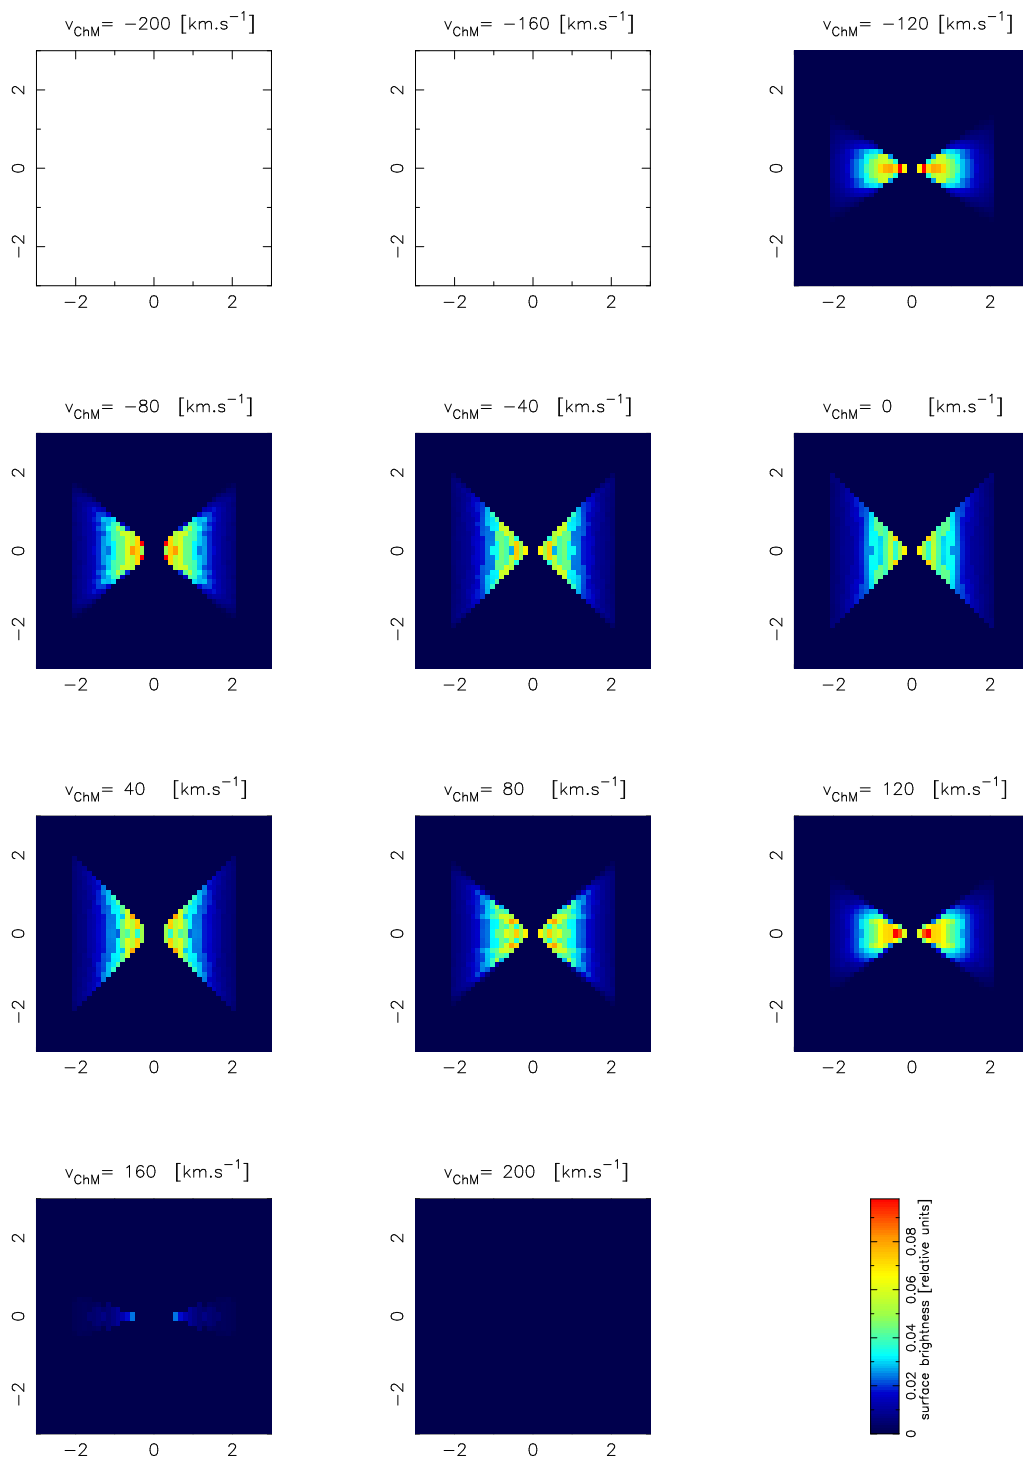 v_ChM= −200 [km.s⁻¹] v_ChM= −160 [km.s⁻¹] v_ChM= −120 [km.s⁻¹]
2 2 2
0 0 0
−2 −2 −2
−2 0 2 −2 0 2 −2 0 2
v_ChM= −80 [km.s⁻¹] v_ChM= −40 [km.s⁻¹] v_ChM= 0 [km.s⁻¹]
2 2 2
0 0 0
−2 −2 −2
−2 0 2 −2 0 2 −2 0 2
v_ChM= 40 [km.s⁻¹] v_ChM= 80 [km.s⁻¹] v_ChM= 120 [km.s⁻¹]
2 2 2
0 0 0
−2 −2 −2
−2 0 2 −2 0 2 −2 0 2
v_ChM= 160 [km.s⁻¹] v_ChM= 200 [km.s⁻¹]
2 2
0 0
−2 −2
−2 0 2 −2 0 2
0 0.02 0.04 0.06 0.08
surface brightness [relative units]